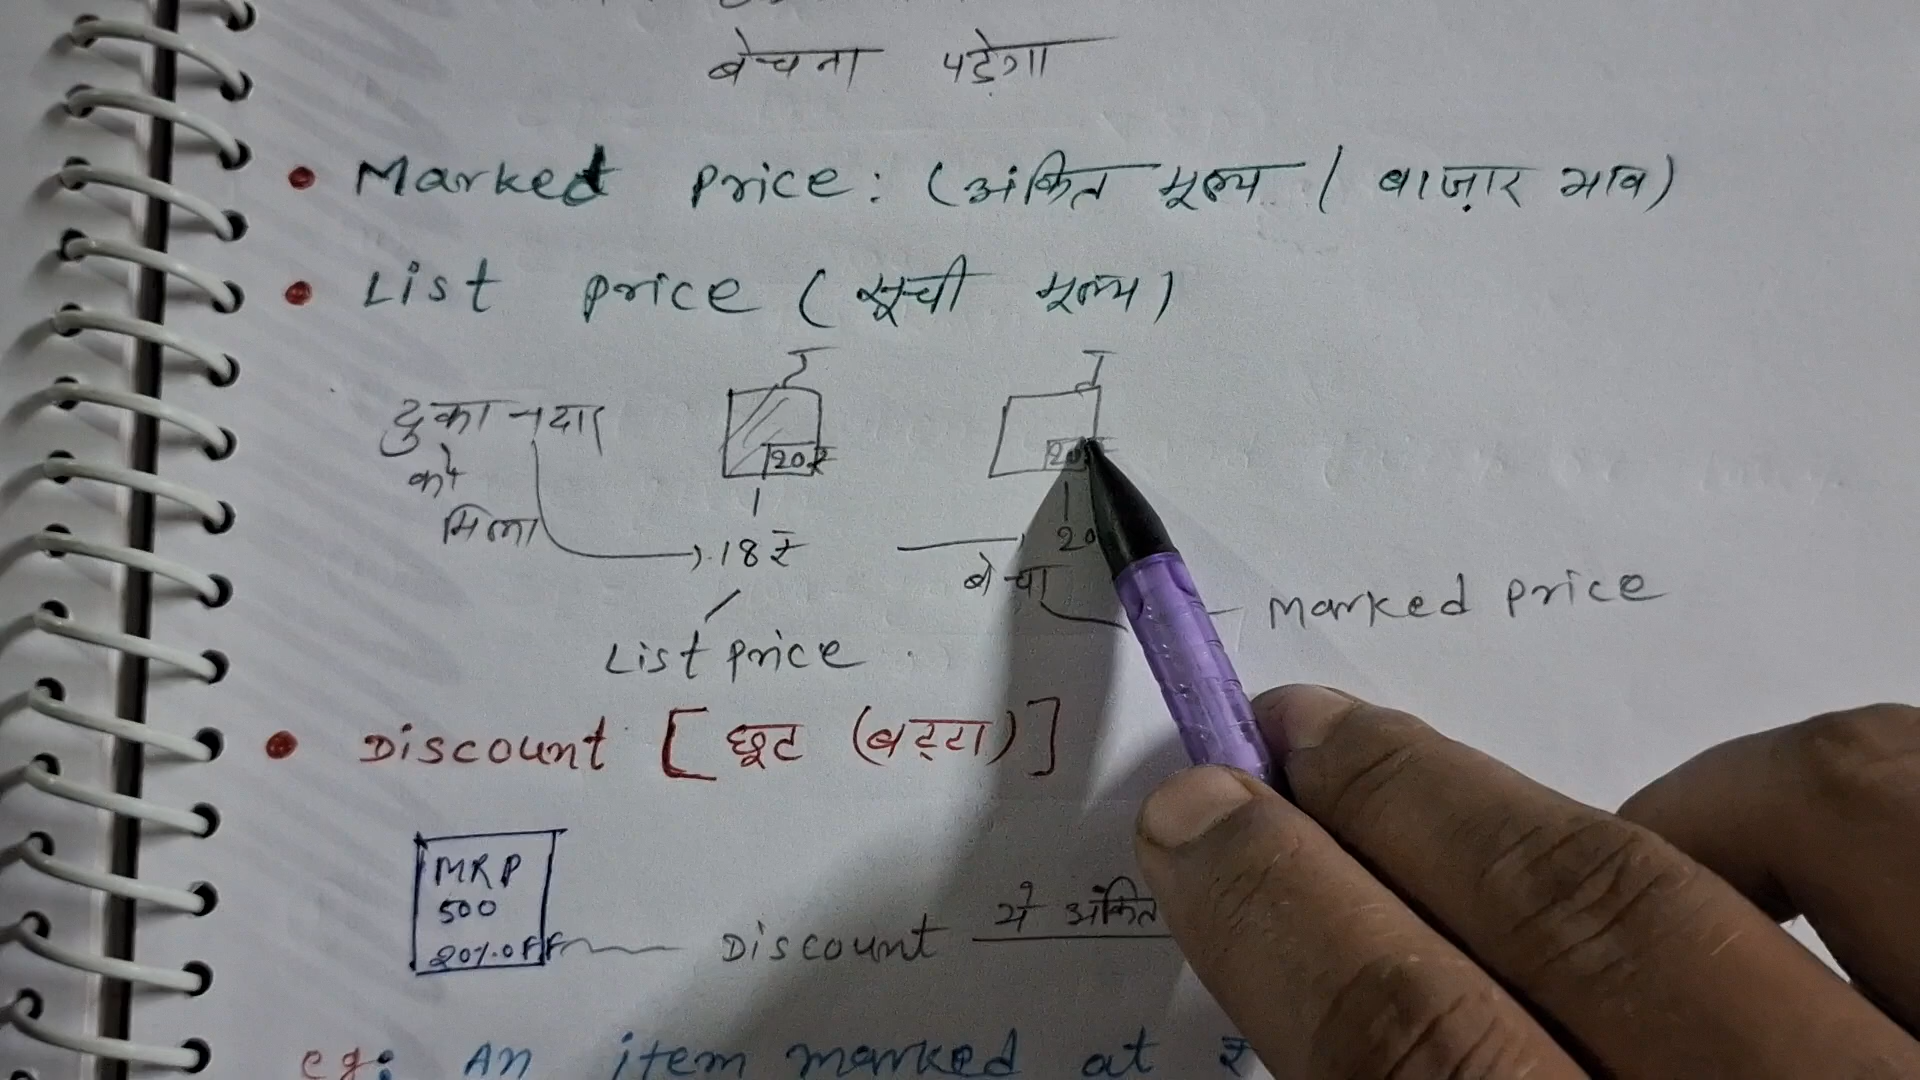 बेचना पड़ेगा
• Marked Price: (अंकित मूल्य / बाज़ार भाव)
• List Price (सूची मूल्य)
दुकानदार
को
मिला
20₹
18₹
List Price
20
बेचा
Marked Price
• Discount [छूट (बट्टा)]
MRP
500
20%.OFF
Discount ये अंकित
eg: An item marked at ₹